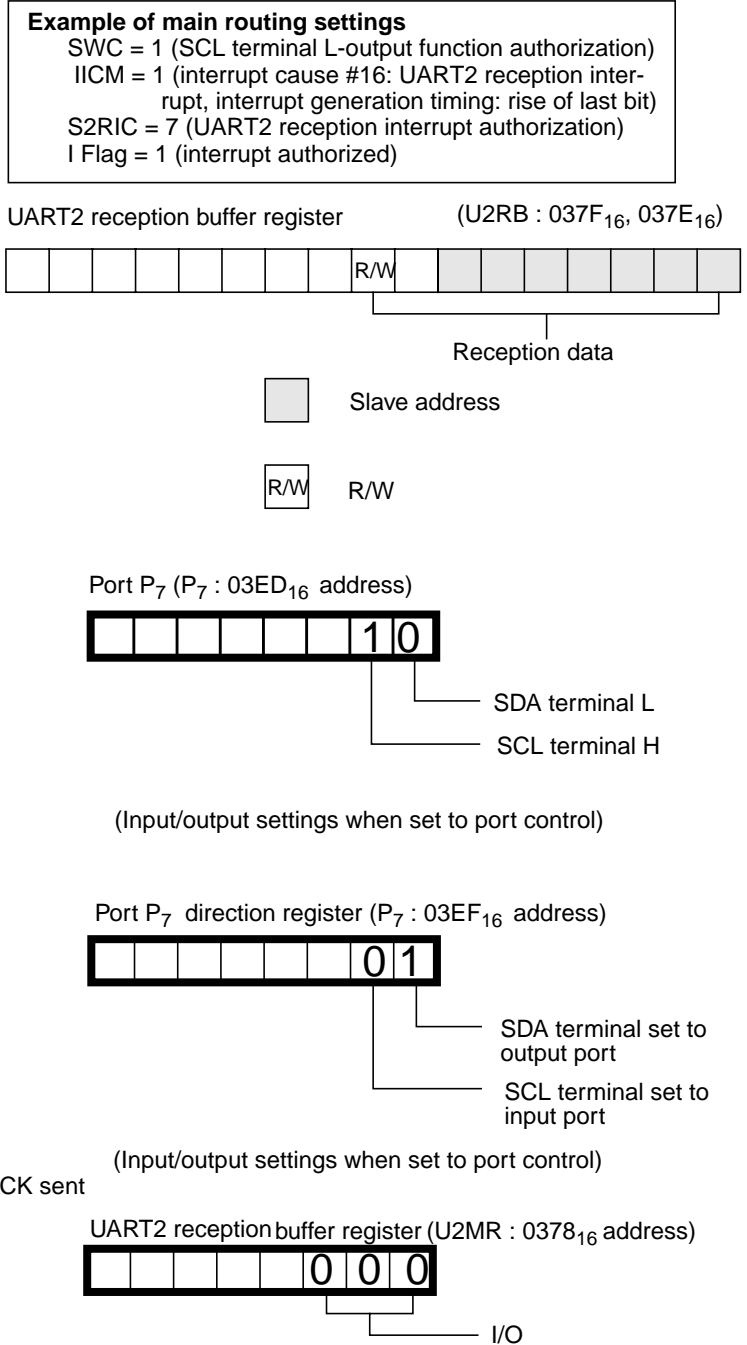 Example of main routing settings
SWC = 1 (SCL terminal L-output function authorization)
IICM = 1 (interrupt cause #16: UART2 reception inter-
rupt, interrupt generation timing: rise of last bit)
S2RIC = 7 (UART2 reception interrupt authorization)
I Flag = 1 (interrupt authorized)
UART2 reception buffer register (U2RB : 037F16, 037E16)
R/W
Reception data
Slave address
R/W R/W
Port P7 (P7 : 03ED16 address)
1 0
SDA terminal L
SCL terminal H
(Input/output settings when set to port control)
Port P7 direction register (P7 : 03EF16 address)
0 1
SDA terminal set to
output port
SCL terminal set to
input port
(Input/output settings when set to port control)
CK sent
UART2 reception buffer register (U2MR : 037816 address)
0 0 0
I/O